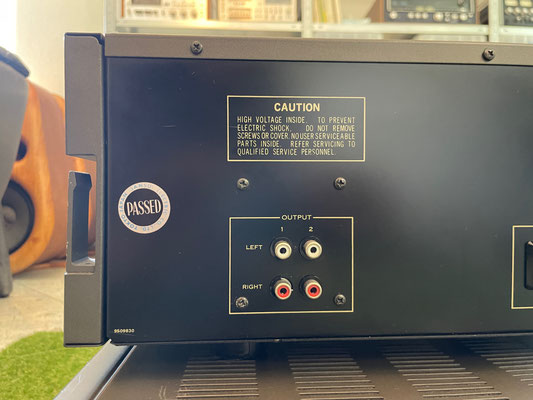 CAUTION
HIGH VOLTAGE INSIDE. TO PREVENT
ELECTRIC SHOCK, DO NOT REMOVE
SCREWS OR COVER. NO USER SERVICEABLE
PARTS INSIDE. REFER SERVICING TO
QUALIFIED SERVICE PERSONNEL.
PASSED
OUTPUT
1 2
LEFT
RIGHT
9509830